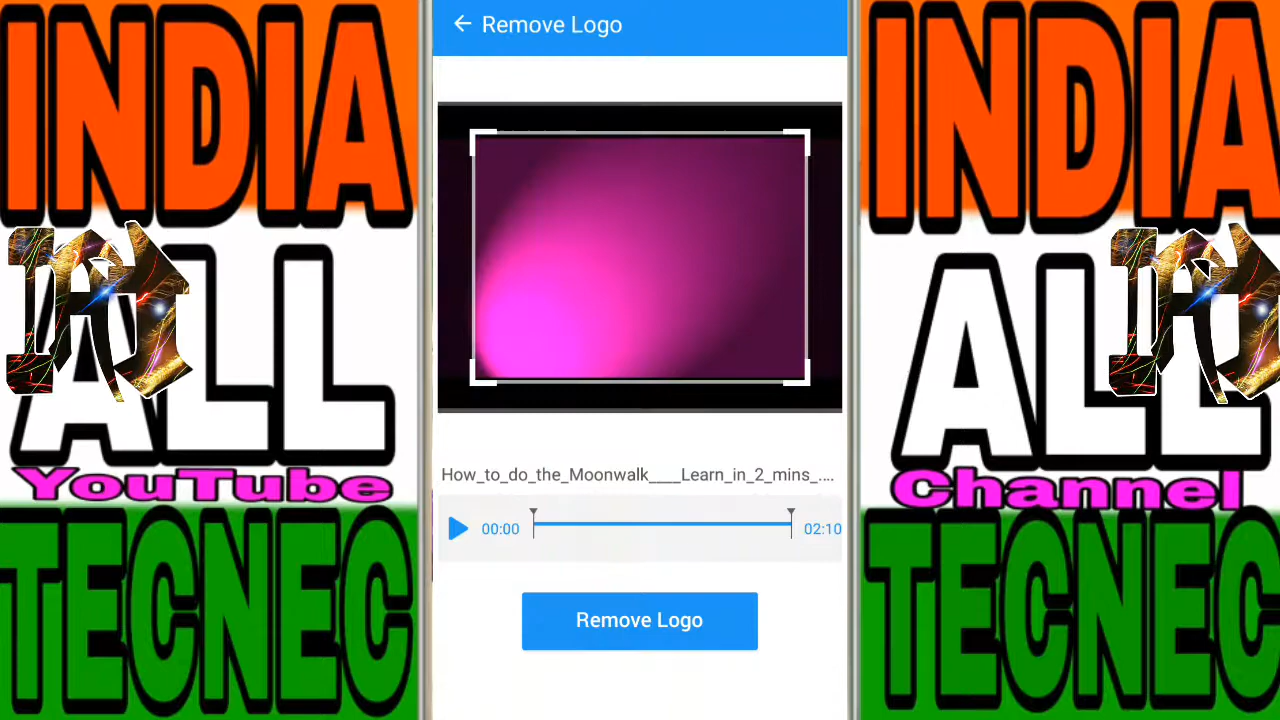 INDIA
ALL
YouTube
TECNEC
Remove Logo
How_to_do_the_Moonwalk____Learn_in_2_mins_....
00:00
02:10
Remove Logo
INDIA
ALL
Channel
TECNEC